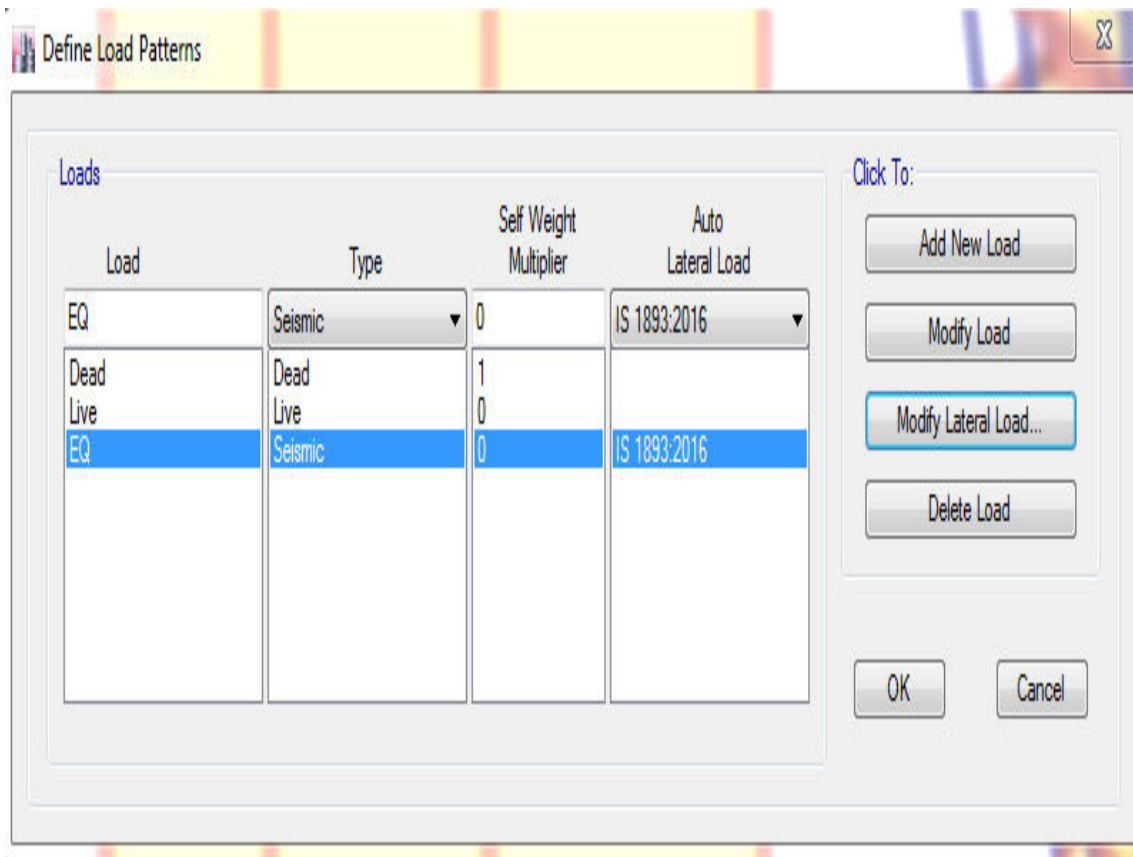 Define Load Patterns
X
Loads
Click To:
Load Type Self Weight Multiplier Auto Lateral Load
EQ Seismic 0 IS 1893:2016
Dead Dead 1
Live Live 0
EQ Seismic 0 IS 1893:2016
Add New Load
Modify Load
Modify Lateral Load...
Delete Load
OK Cancel